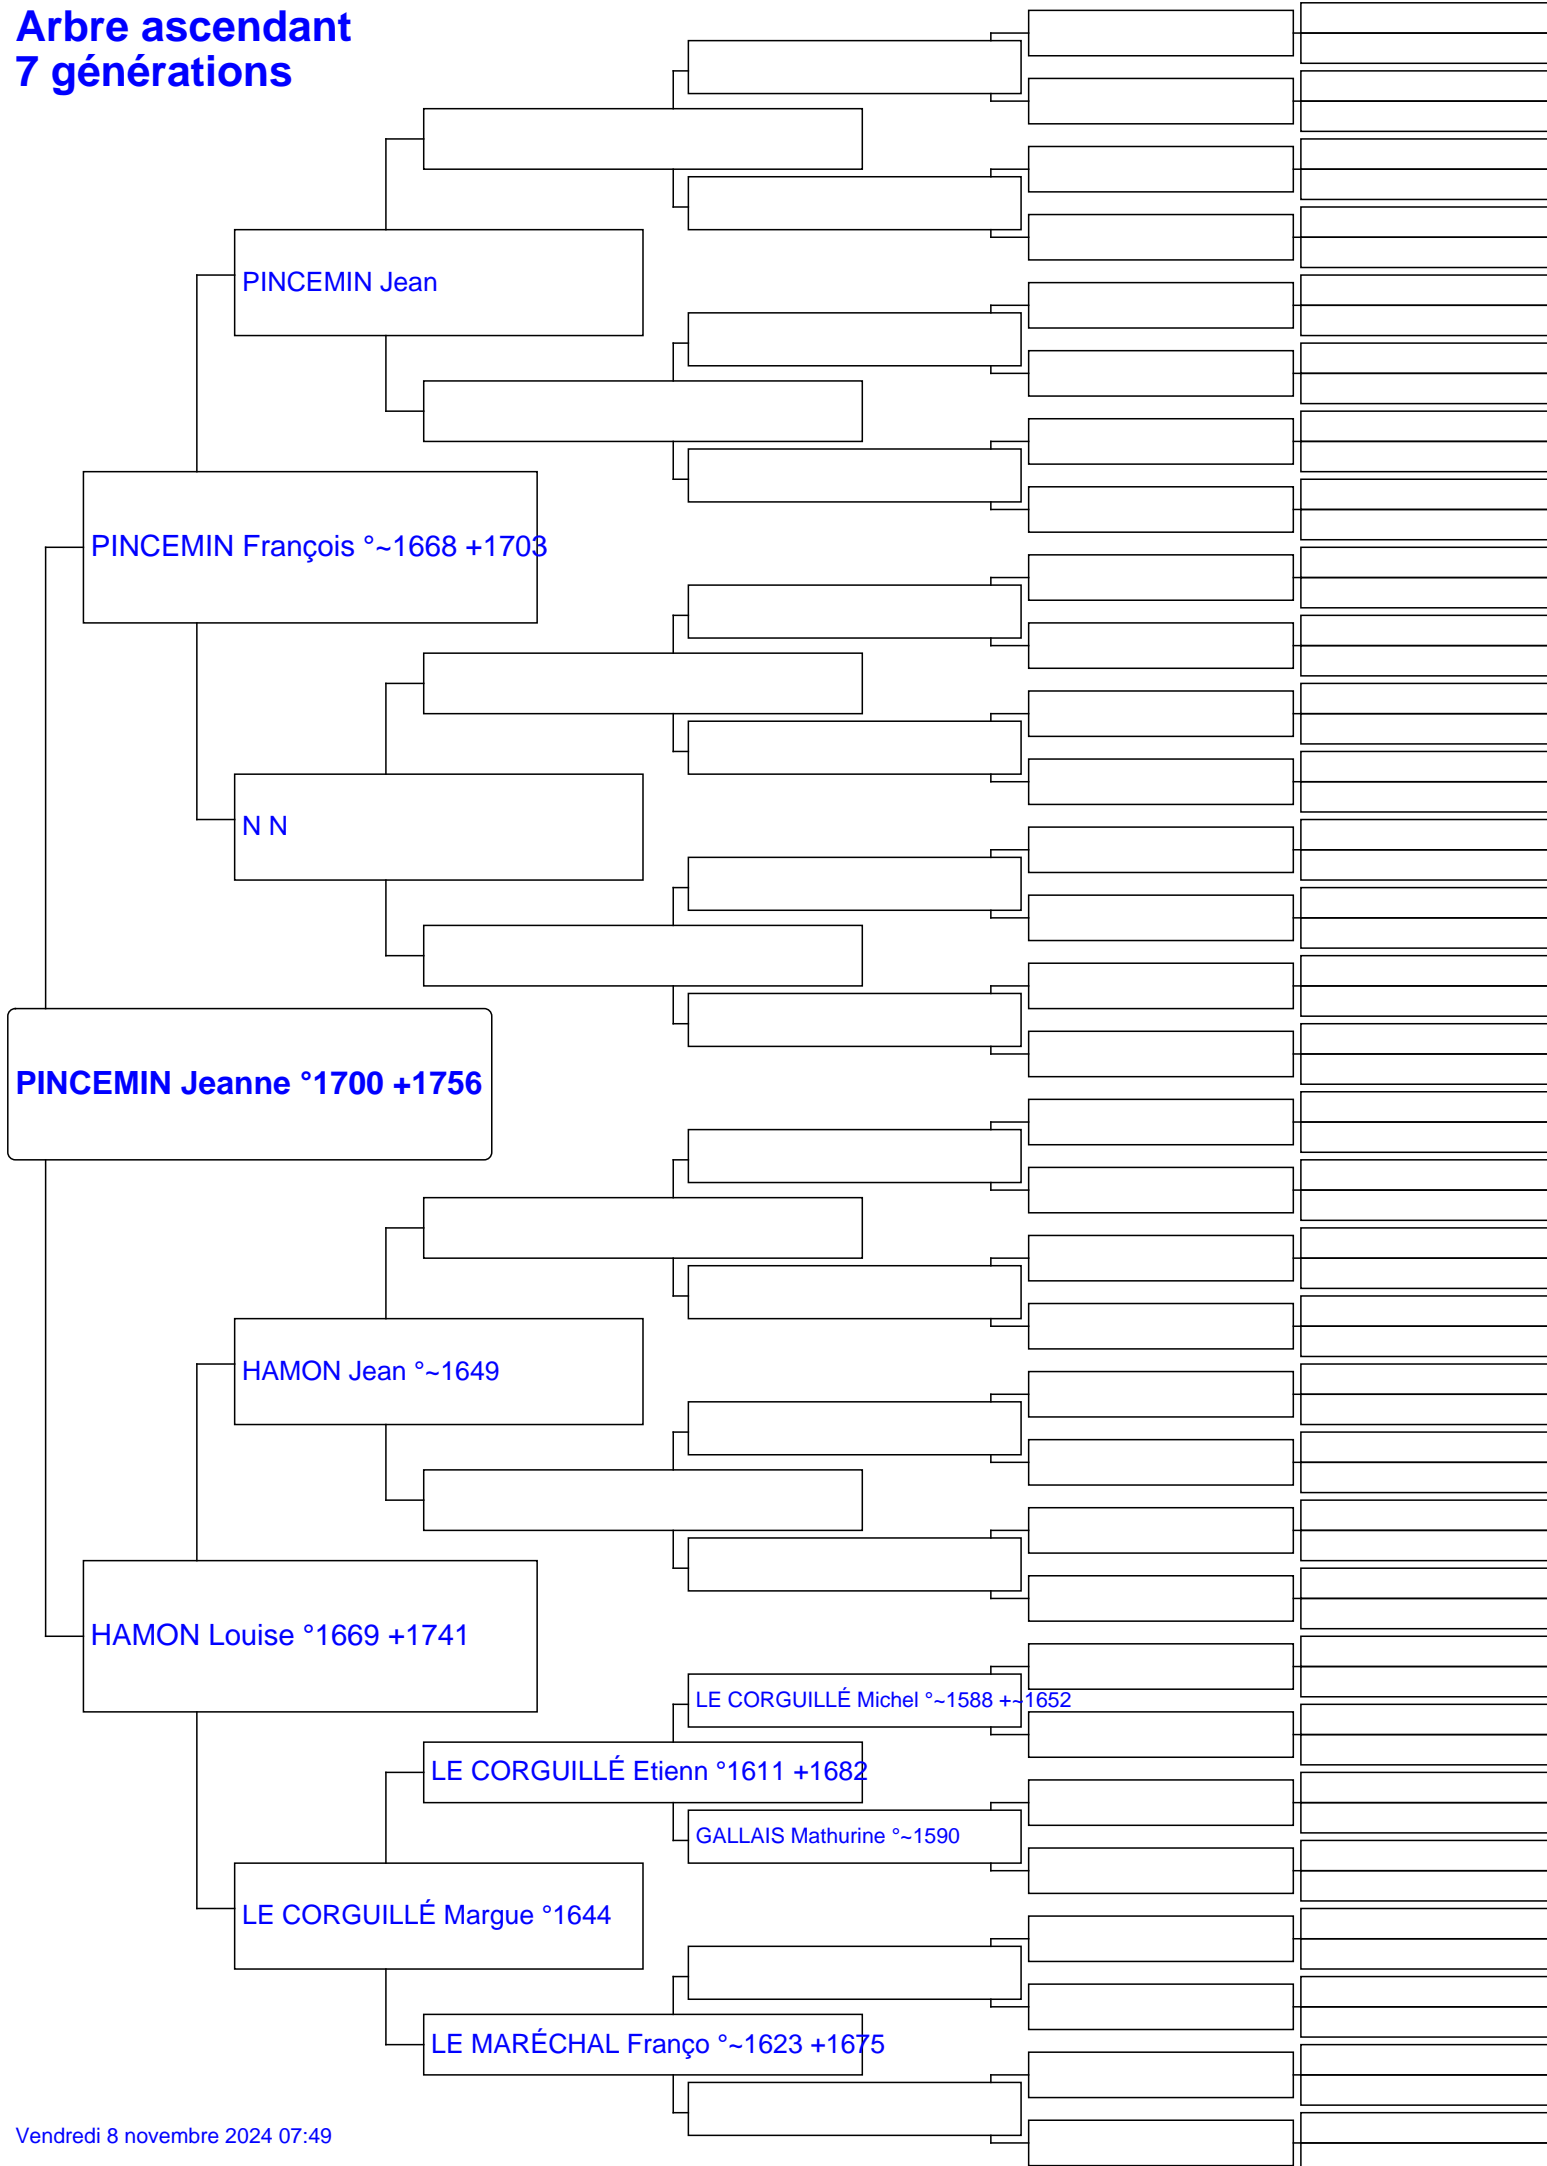 Arbre ascendant
7 générations
PINCEMIN Jean
PINCEMIN François °~1668 +1703
N N
PINCEMIN Jeanne °1700 +1756
HAMON Jean °~1649
HAMON Louise °1669 +1741
LE CORGUILLÉ Michel °~1588 +~1652
LE CORGUILLÉ Etienn °1611 +1682
GALLAIS Mathurine °~1590
LE CORGUILLÉ Margue °1644
LE MARÉCHAL Franço °~1623 +1675
Vendredi 8 novembre 2024 07:49